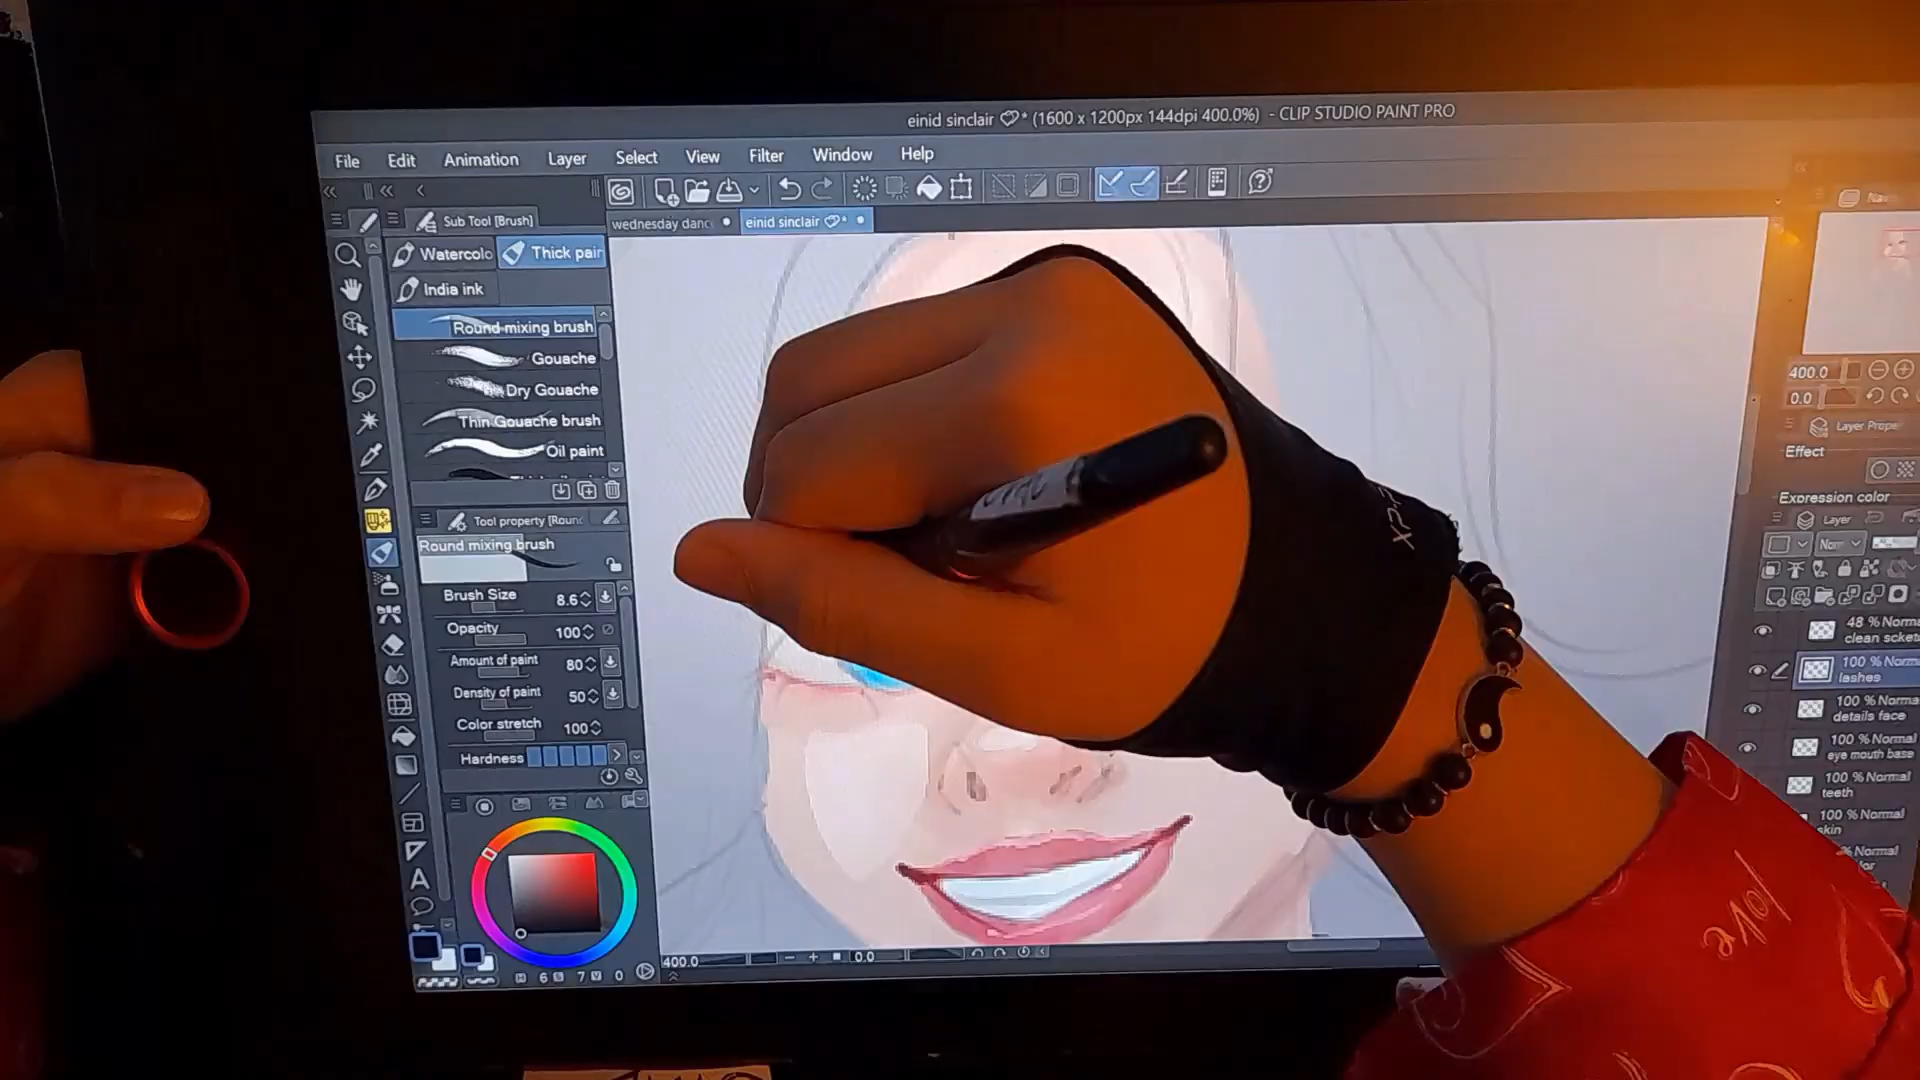 einid sinclair ♡* (1600 x 1200px 144dpi 400.0%) - CLIP STUDIO PAINT PRO
File Edit Animation Layer Select View Filter Window Help
Sub Tool [Brush]
wednesday danc
einid sinclair ♡*
Watercolo
Thick pain
India ink
Round mixing brush
Gouache
Dry Gouache
Thin Gouache brush
Oil paint
Tool property [Roun
Round mixing brush
Brush Size 8.6
Opacity 100
Amount of paint 80
Density of paint 50
Color stretch 100
Hardness
400.0 0.0
400.0
0.0
Layer Prope
Effect
Expression color
Layer
48 % Norma
clean scket
100 % Norm
lashes
100 % Normal
details face
100 % Norma
eye mouth base
100 % Normal
teeth
100 % Normal
skin
% Normal
love